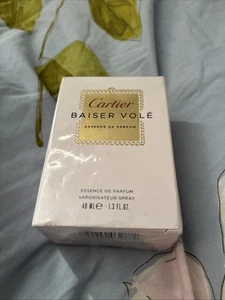 Cartier
BAISER VOLÉ
ESSENCE DE PARFUM
ESSENCE DE PARFUM
VAPORISATEUR SPRAY
40 ML ℮ - 1.3 FL.OZ.